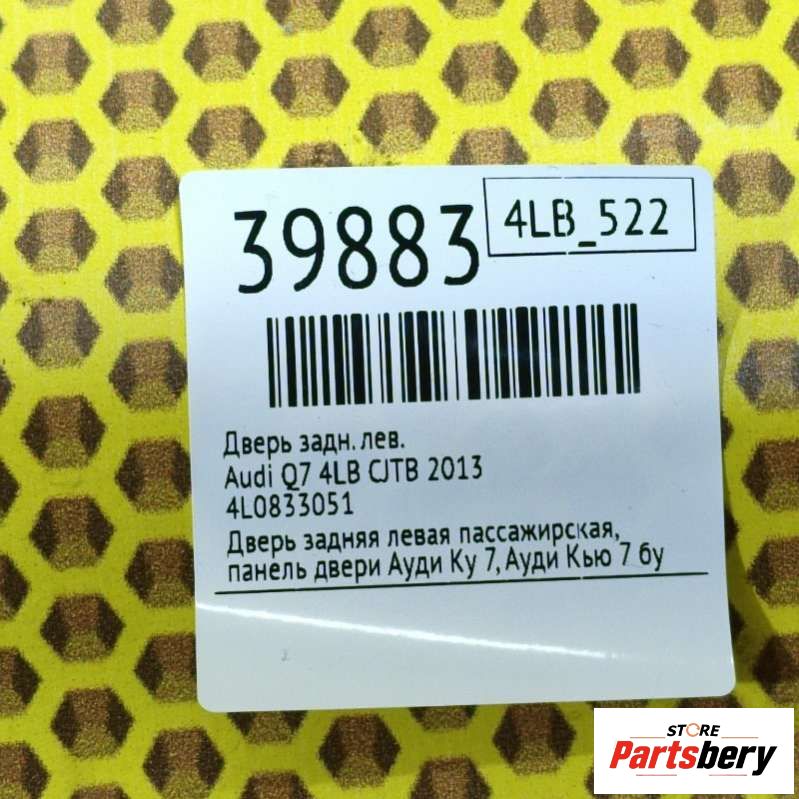 39883
4LB_522
Дверь задн. лев.
Audi Q7 4LB CJTB 2013
4L0833051
Дверь задняя левая пассажирская,
панель двери Ауди Ку 7, Ауди Кью 7 бу
STORE
Partsbery